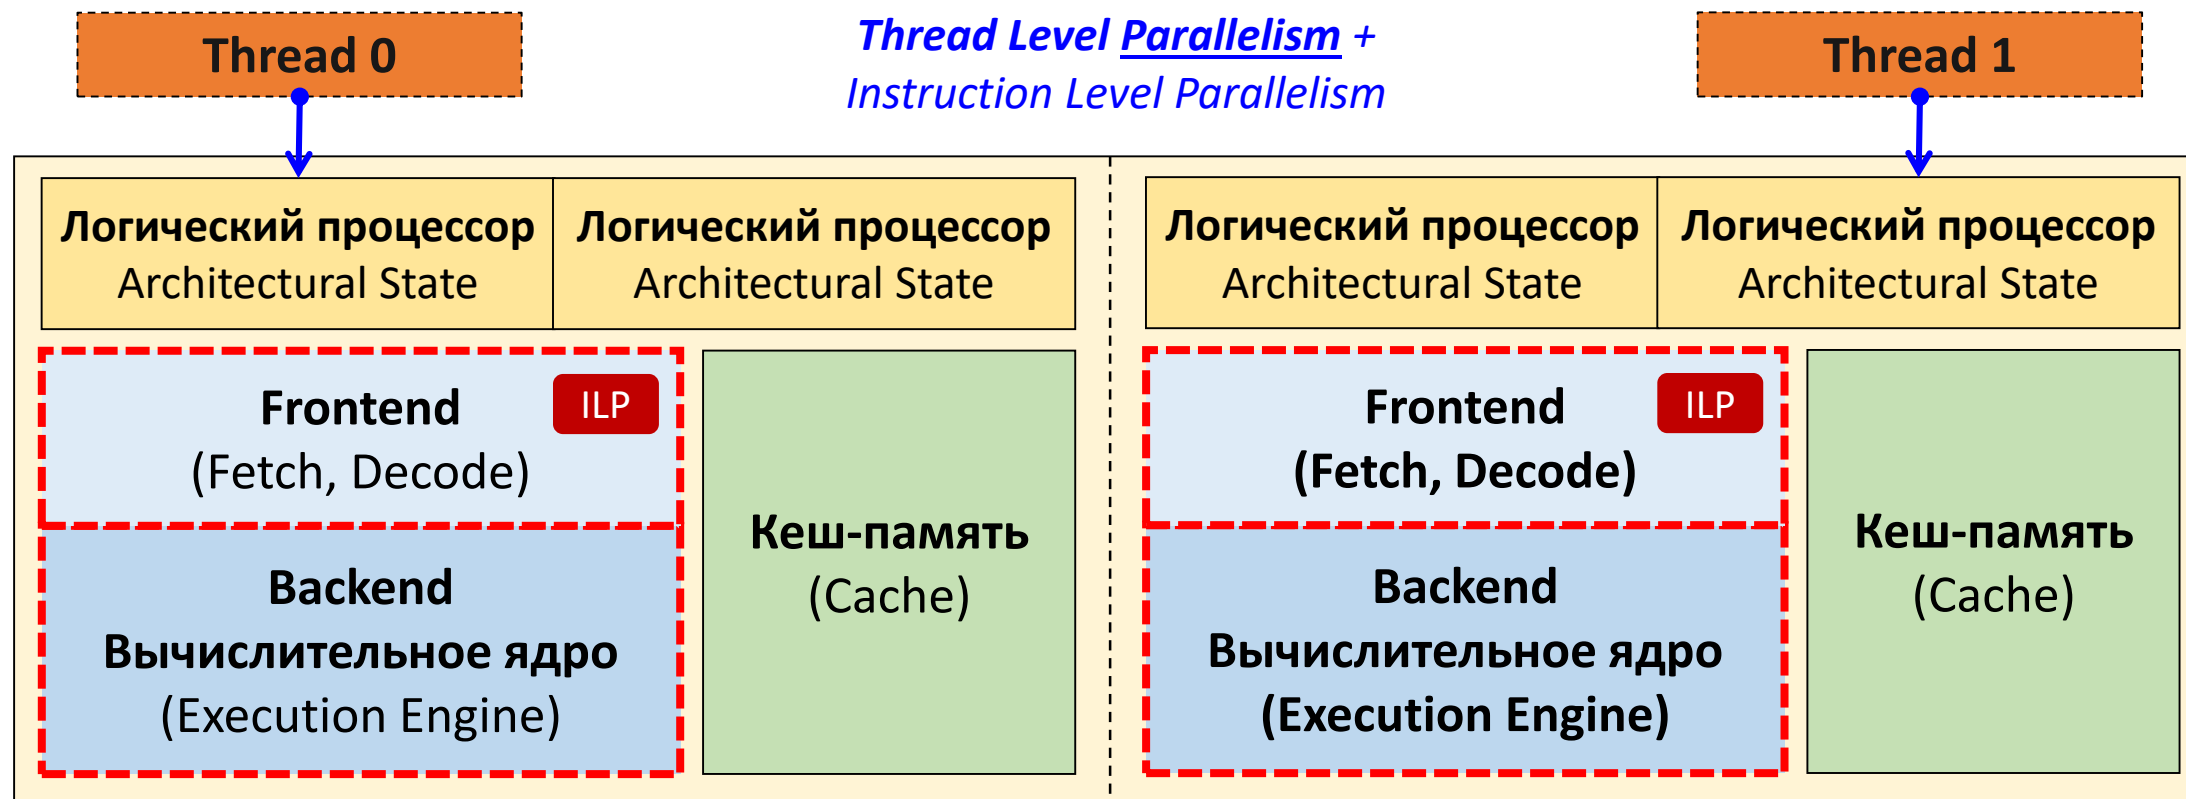 Thread 0
Thread Level Parallelism +
Instruction Level Parallelism
Thread 1
Логический процессор
Architectural State
Логический процессор
Architectural State
Логический процессор
Architectural State
Логический процессор
Architectural State
Frontend
(Fetch, Decode)
ILP
Backend
Вычислительное ядро
(Execution Engine)
Кеш-память
(Cache)
Frontend
(Fetch, Decode)
ILP
Backend
Вычислительное ядро
(Execution Engine)
Кеш-память
(Cache)